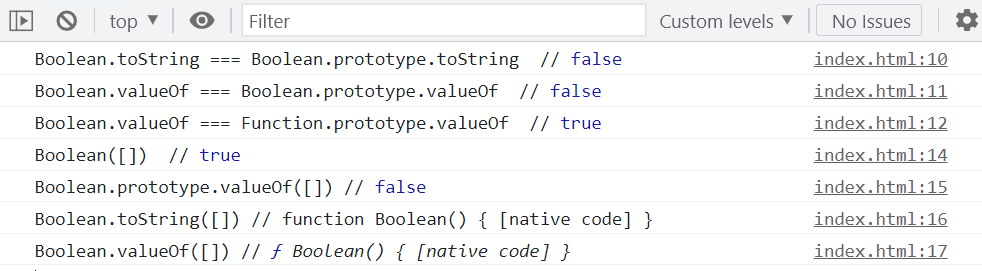 top ▼ Filter Custom levels ▼ No Issues
Boolean.toString === Boolean.prototype.toString  // false index.html:10
Boolean.valueOf === Boolean.prototype.valueOf  // false index.html:11
Boolean.valueOf === Function.prototype.valueOf  // true index.html:12
Boolean([])  // true index.html:14
Boolean.prototype.valueOf([]) // false index.html:15
Boolean.toString([]) // function Boolean() { [native code] } index.html:16
Boolean.valueOf([]) // ƒ Boolean() { [native code] } index.html:17